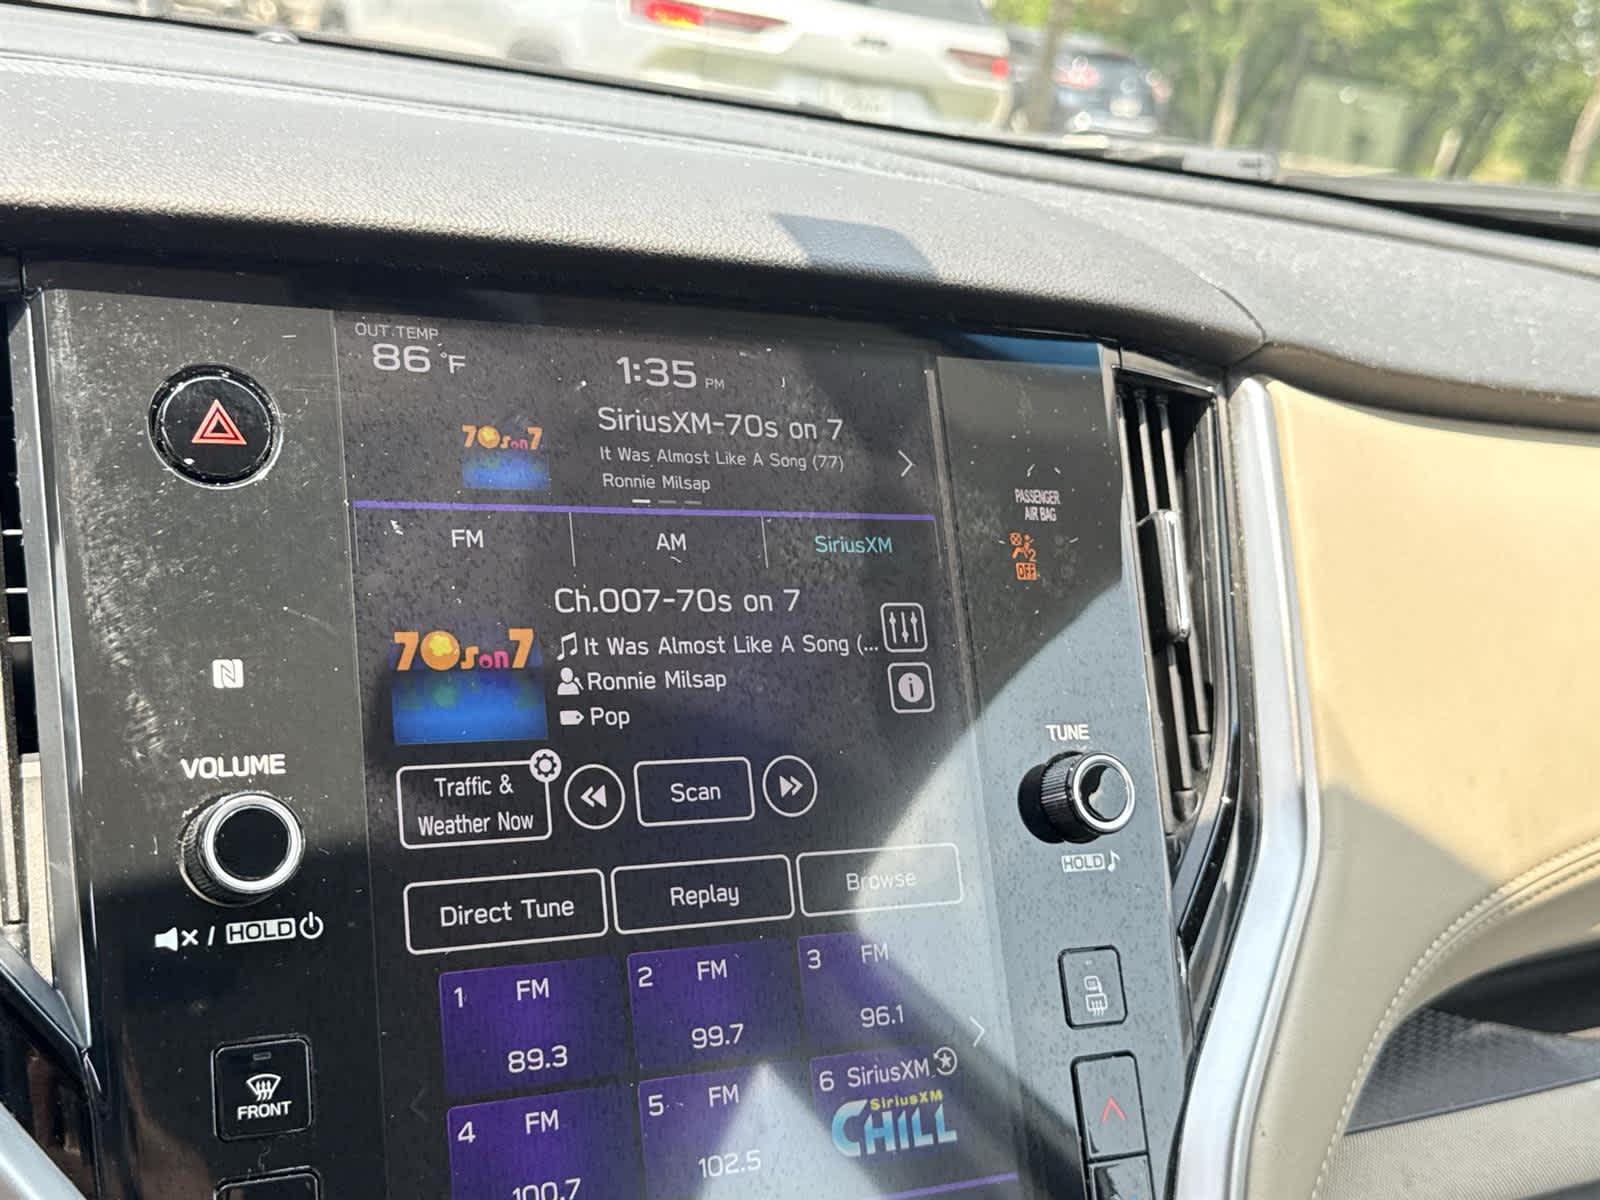 OUT.TEMP
86 °F
1:35 PM
70s on 7
SiriusXM-70s on 7
It Was Almost Like A Song (77)
Ronnie Milsap
PASSENGER
AIR BAG
2
OFF
FM
AM
SiriusXM
Ch.007-70s on 7
70s on 7
It Was Almost Like A Song (...
Ronnie Milsap
Pop
VOLUME
TUNE
Traffic &
Weather Now
Scan
HOLD
Direct Tune
Replay
Browse
HOLD
1 FM
89.3
2 FM
99.7
3 FM
96.1
FRONT
4 FM
100.7
5 FM
102.5
6 SiriusXM
SiriusXM
CHILL